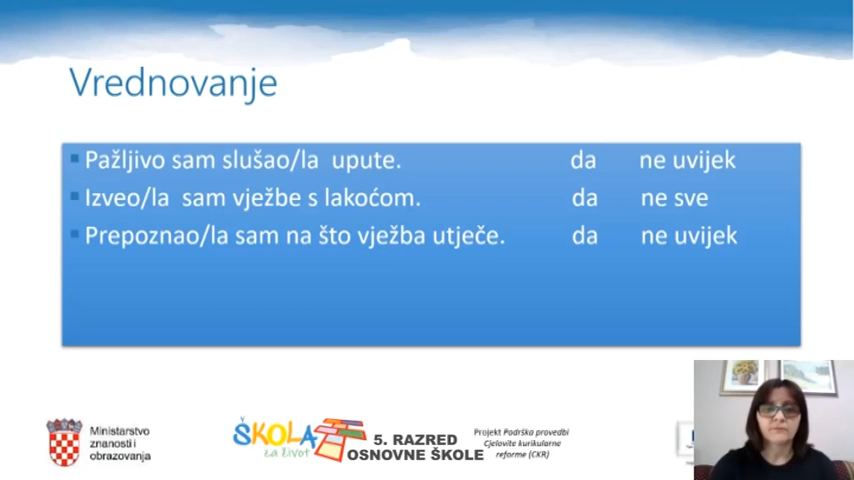 Vrednovanje
Pažljivo sam slušao/la upute. da ne uvijek
Izveo/la sam vježbe s lakoćom. da ne sve
Prepoznao/la sam na što vježba utječe. da ne uvijek
Ministarstvo
znanosti i
obrazovanja
ŠKOLA
za život
5. RAZRED
OSNOVNE ŠKOLE
Projekt Podrška provedbi
Cjelovite kurikularne
reforme (CKR)